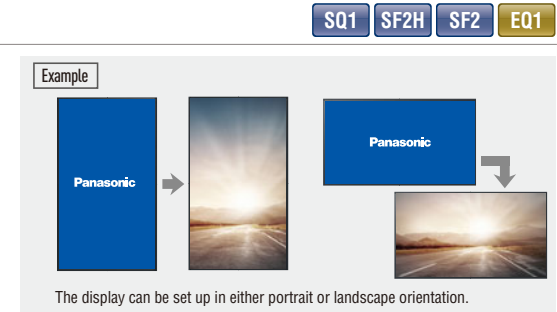 SQ1 SF2H SF2 EQ1
Example
Panasonic
Panasonic
The display can be set up in either portrait or landscape orientation.